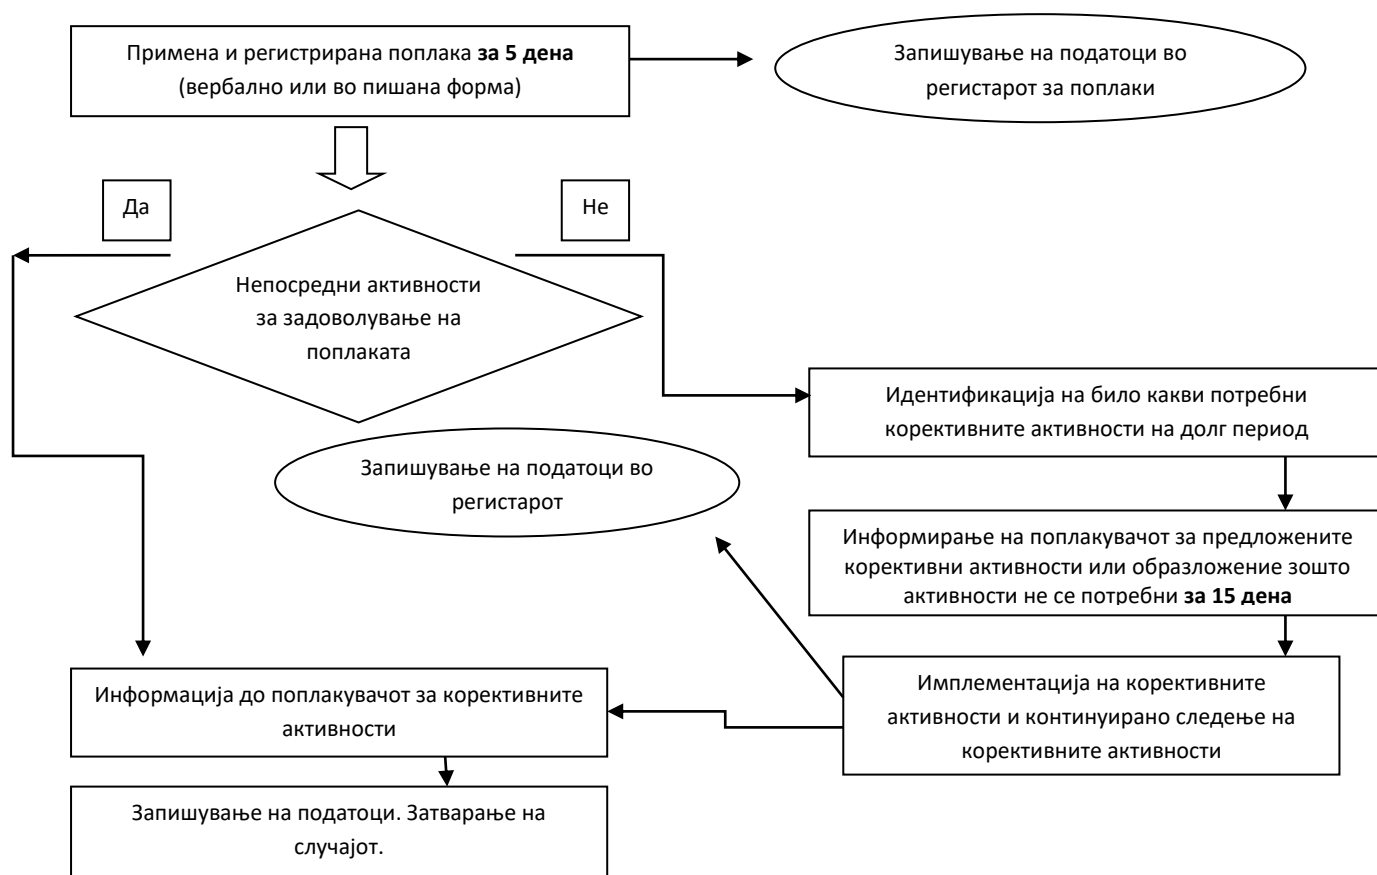 Примена и регистрирана поплака за 5 дена
(вербално или во пишана форма)
Запишување на податоци во
регистарот за поплаки
Да
Не
Непосредни активности
за задоволување на
поплаката
Идентификација на било какви потребни
корективните активности на долг период
Запишување на податоци во
регистарот
Информирање на поплакувачот за предложените
корективни активности или образложение зошто
активности не се потребни за 15 дена
Имплементација на корективните
активности и континуирано следење на
корективните активности
Информација до поплакувачот за корективните
активности
Запишување на податоци. Затварање на
случајот.